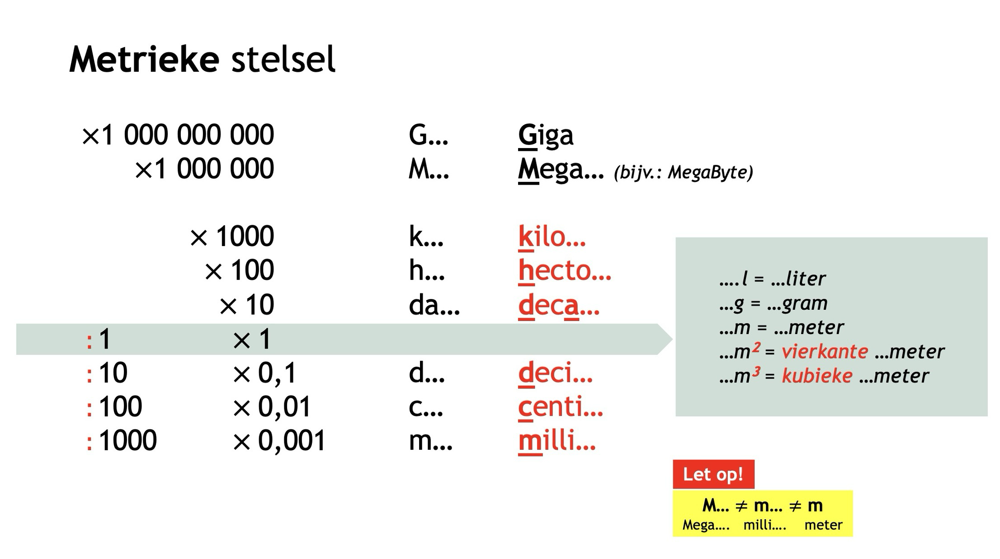 Metrieke stelsel
×1 000 000 000 G... Giga
×1 000 000 M... Mega... (bijv.: MegaByte)
× 1000 k... kilo...
× 100 h... hecto...
× 10 da... deca...
: 1 × 1
: 10 × 0,1 d... deci...
: 100 × 0,01 c... centi...
: 1000 × 0,001 m... milli...
....l = ...liter
...g = ...gram
...m = ...meter
...m² = vierkante ...meter
...m³ = kubieke ...meter
Let op!
M... ≠ m... ≠ m
Mega.... milli.... meter